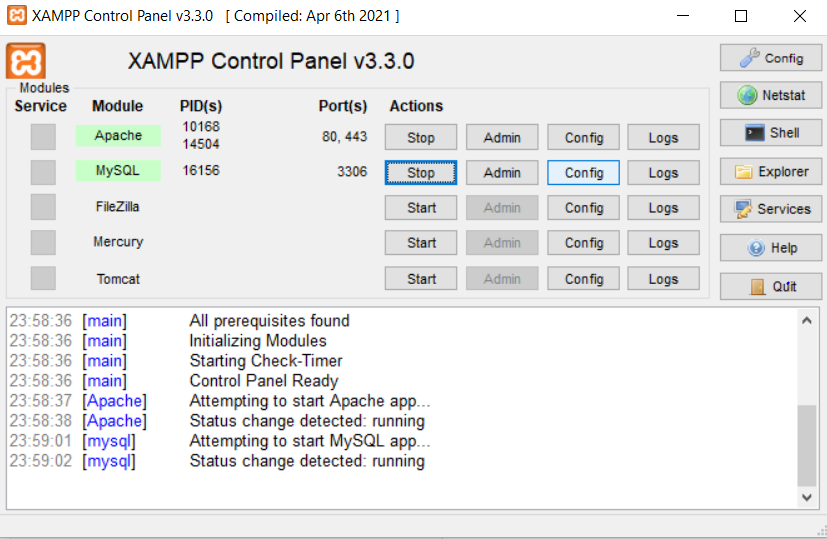 XAMPP Control Panel v3.3.0 [ Compiled: Apr 6th 2021 ]
XAMPP Control Panel v3.3.0
Config
Modules
Service Module PID(s) Port(s) Actions
Netstat
Apache 10168 14504 80, 443 Stop Admin Config Logs
Shell
MySQL 16156 3306 Stop Admin Config Logs
Explorer
FileZilla Start Admin Config Logs
Services
Mercury Start Admin Config Logs
Help
Tomcat Start Admin Config Logs
Quit
23:58:36 [main] All prerequisites found
23:58:36 [main] Initializing Modules
23:58:36 [main] Starting Check-Timer
23:58:36 [main] Control Panel Ready
23:58:37 [Apache] Attempting to start Apache app...
23:58:38 [Apache] Status change detected: running
23:59:01 [mysql] Attempting to start MySQL app...
23:59:02 [mysql] Status change detected: running